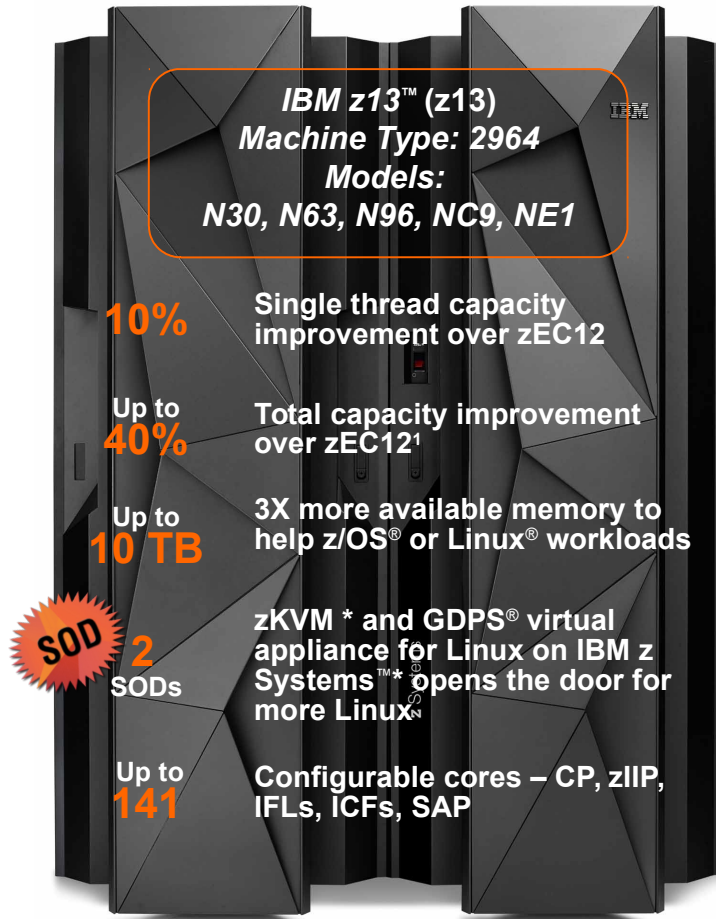 IBM z13™ (z13)
IBM
Machine Type: 2964
Models:
N30, N63, N96, NC9, NE1
10%
Single thread capacity
improvement over zEC12
Up to
40%
Total capacity improvement
over zEC12¹
Up to
10 TB
3X more available memory to
help z/OS® or Linux® workloads
SOD
2
SODs
zKVM * and GDPS® virtual
appliance for Linux on IBM z
Systems™* opens the door for
more Linux
z Systems
Up to
141
Configurable cores – CP, zIIP,
IFLs, ICFs, SAP